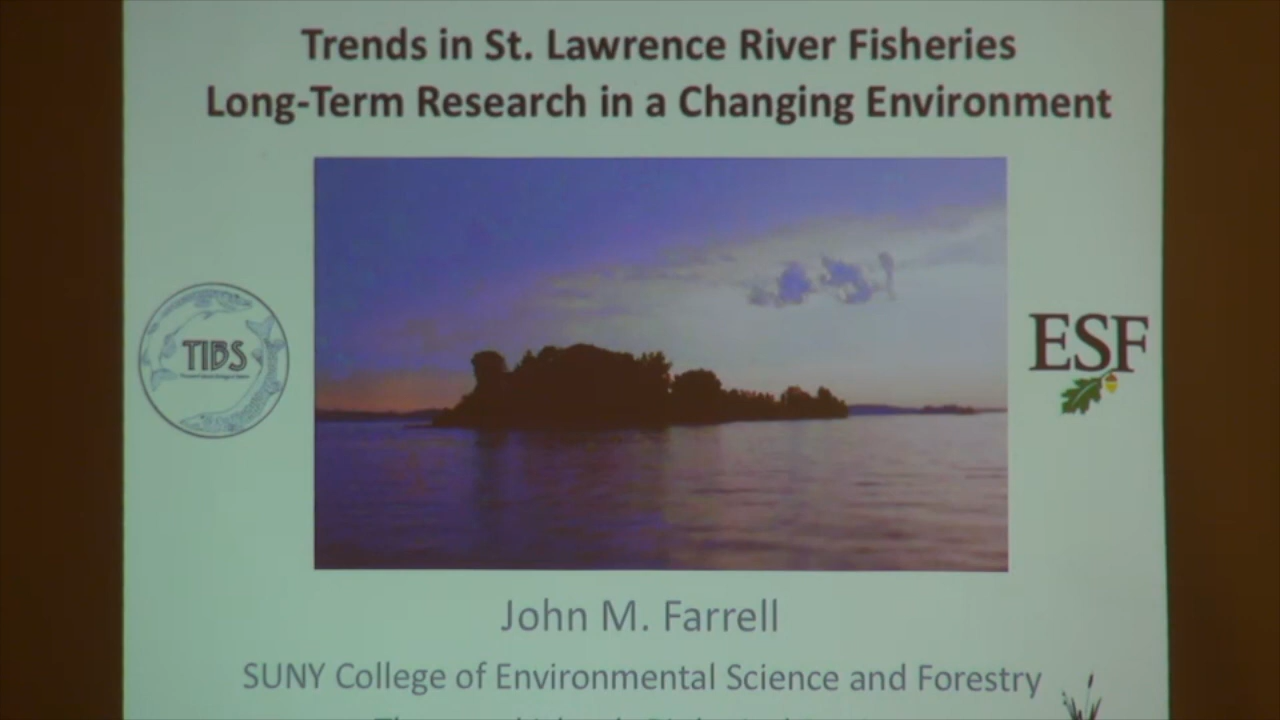 Trends in St. Lawrence River Fisheries
Long-Term Research in a Changing Environment
TIBS
ESF
John M. Farrell
SUNY College of Environmental Science and Forestry